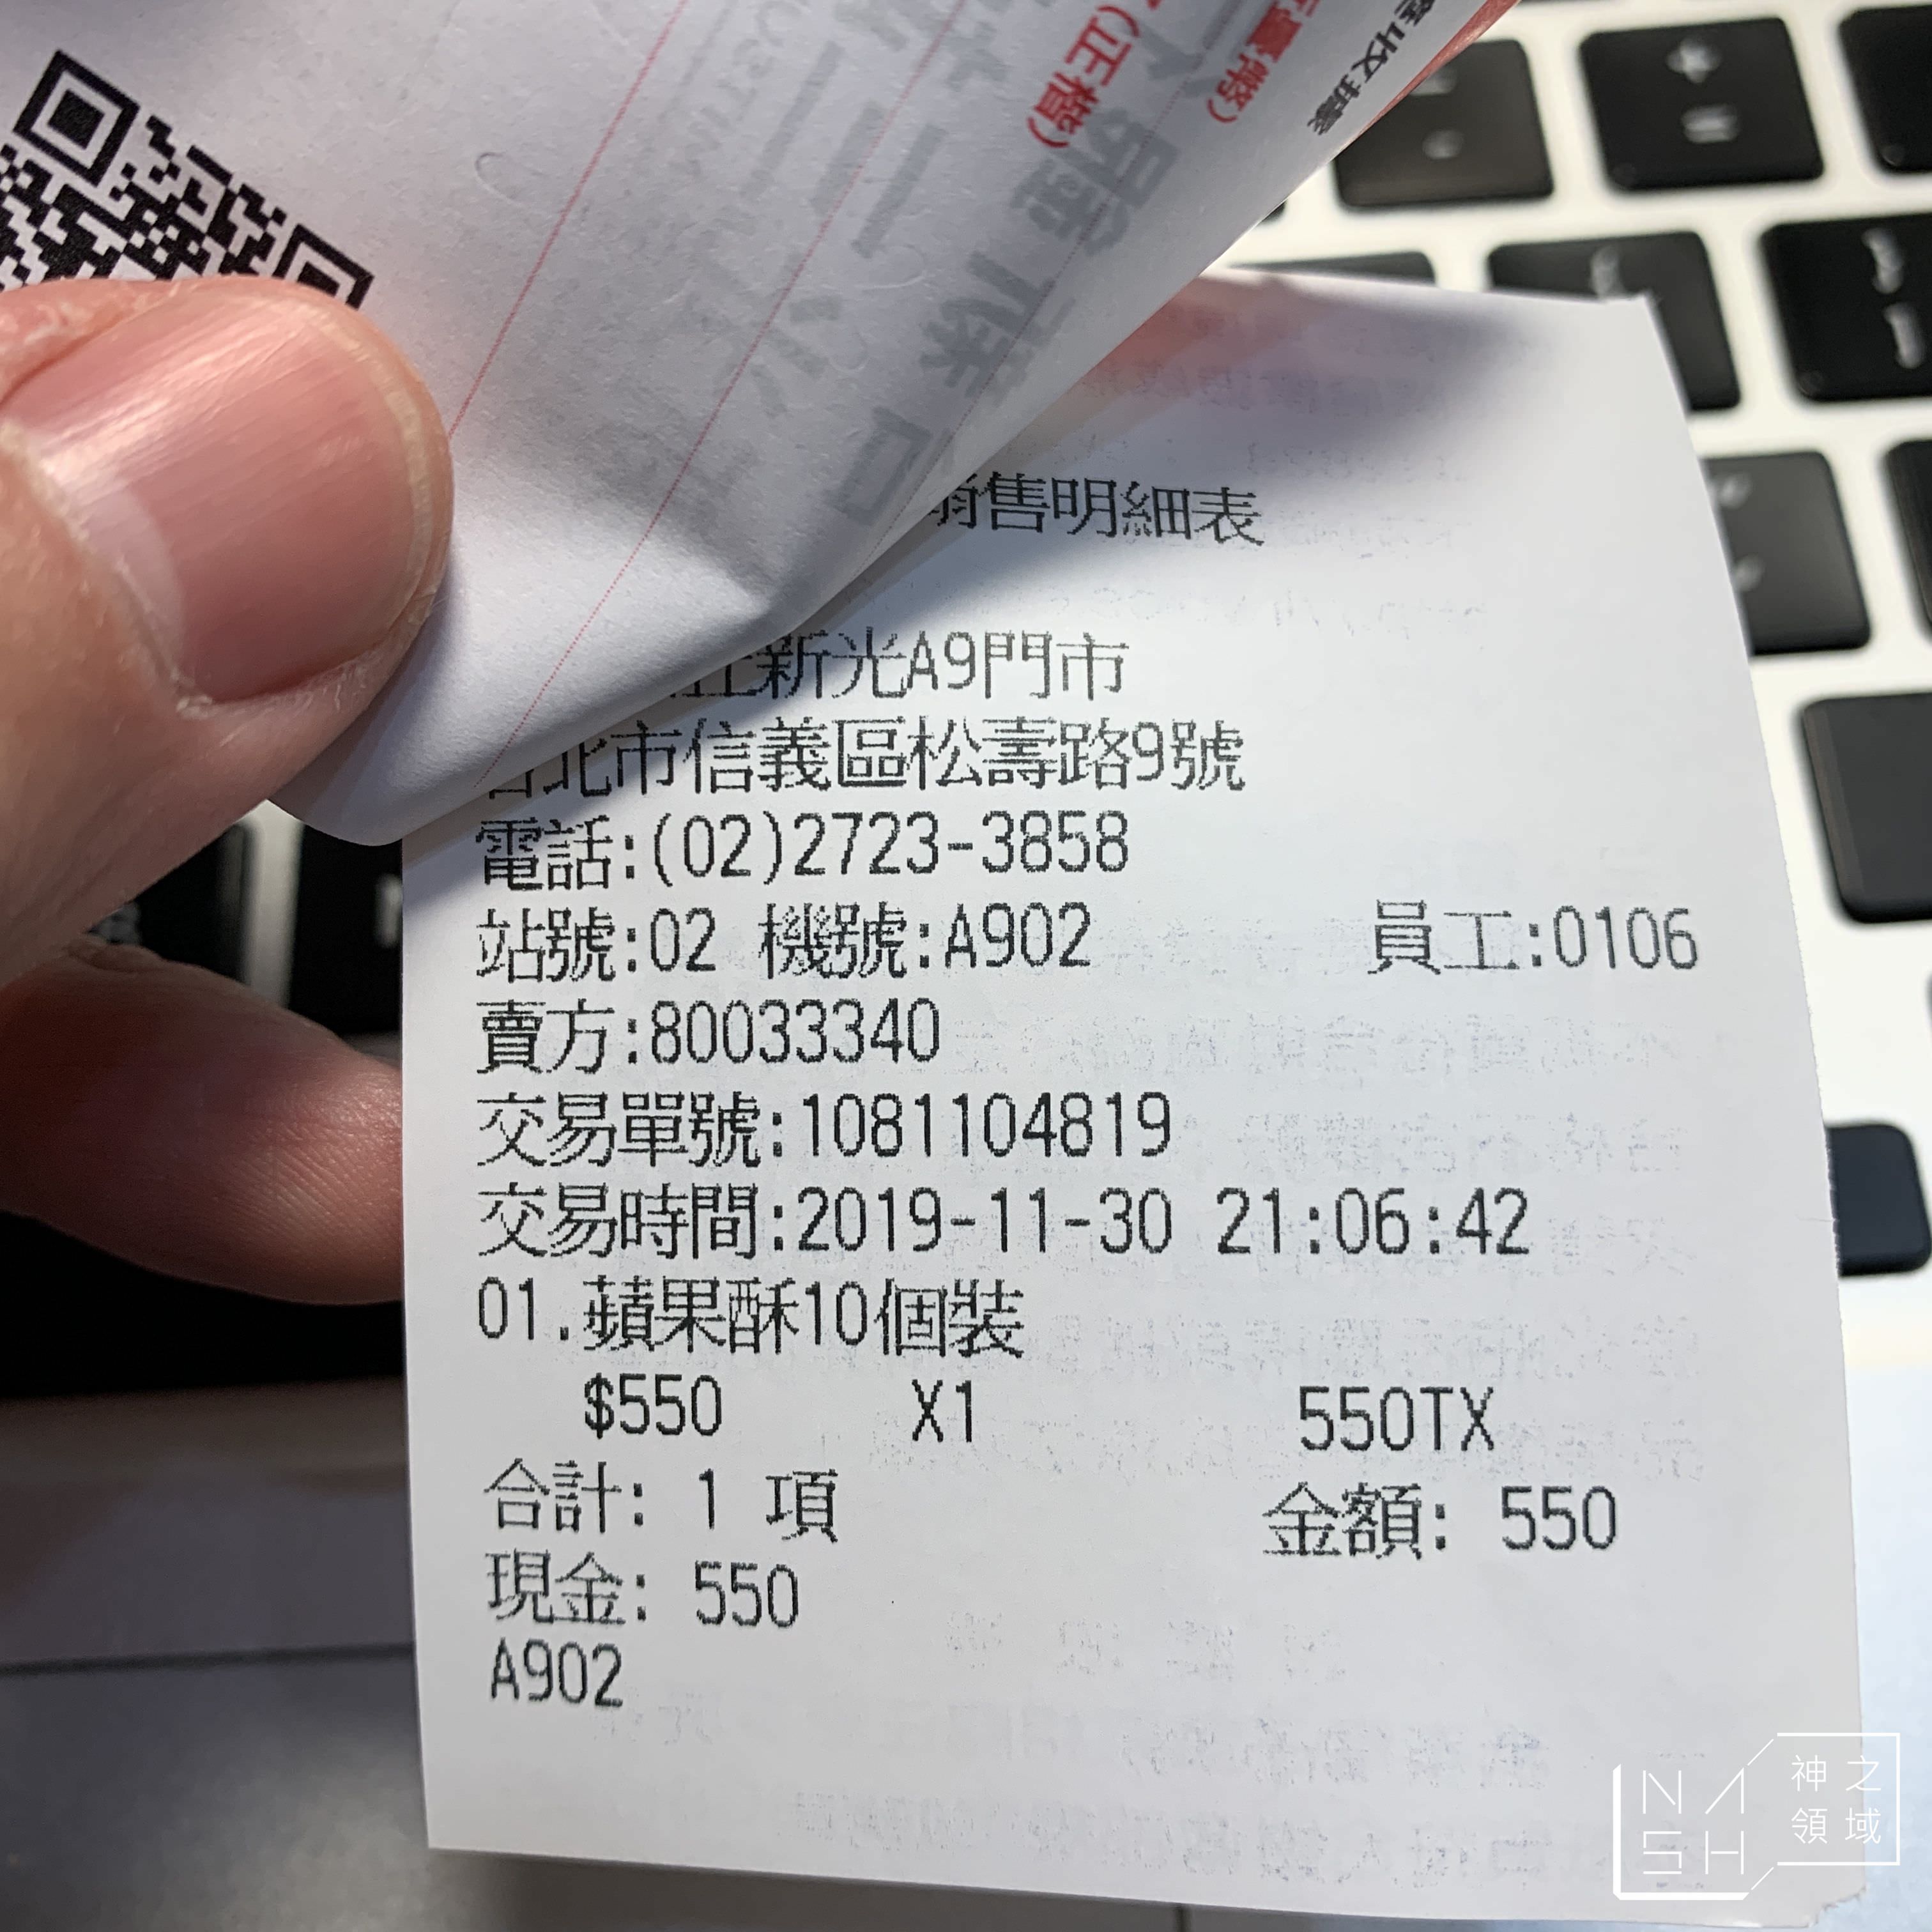 (正楷)
銷售明細表
新光A9門市
台北市信義區松壽路9號
電話:(02)2723-3858
站號:02 機號:A902 員工:0106
賣方:80033340
交易單號:1081104819
交易時間:2019-11-30 21:06:42
01.蘋果酥10個裝
$550 X1 550TX
合計: 1 項 金額: 550
現金: 550
A902
NASH 神之領域